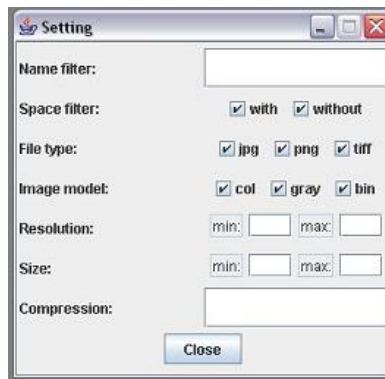 Setting
Name filter:
Space filter: with without
File type: jpg png tiff
Image model: col gray bin
Resolution: min: max:
Size: min: max:
Compression:
Close